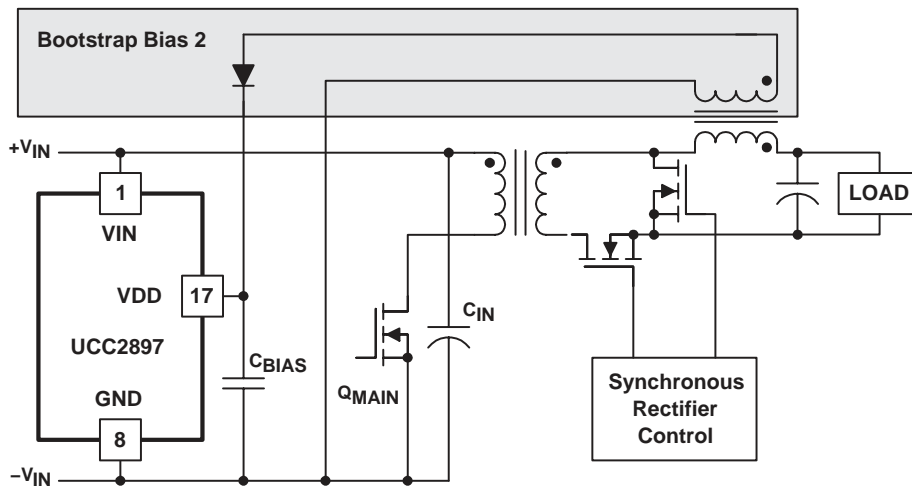 Bootstrap Bias 2
+VIN
1
VIN
VDD
17
UCC2897
GND
8
CBIAS
QMAIN
CIN
LOAD
Synchronous
Rectifier
Control
−VIN